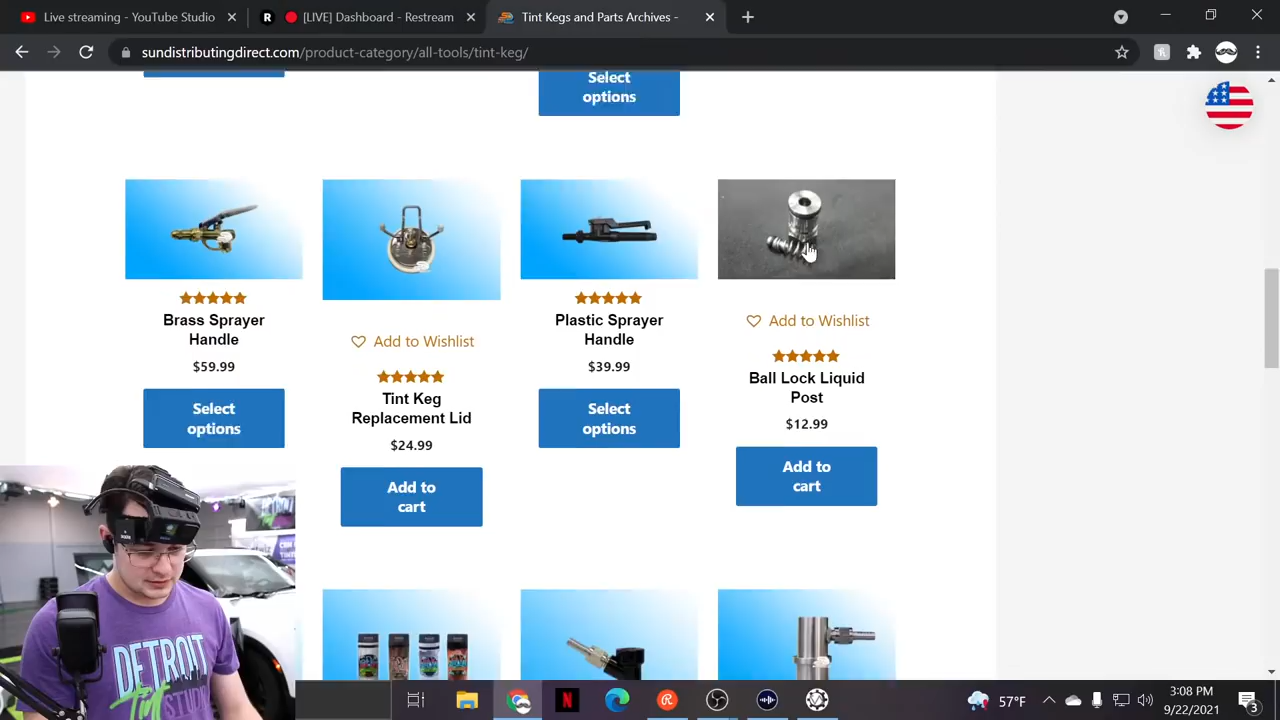 Live streaming - YouTube Studio
[LIVE] Dashboard - Restream
Tint Kegs and Parts Archives -
sundistributingdirect.com/product-category/all-tools/tint-keg/
Select
options
Brass Sprayer
Handle
$59.99
Select
options
Add to Wishlist
Tint Keg
Replacement Lid
$24.99
Add to
cart
Plastic Sprayer
Handle
$39.99
Select
options
Add to Wishlist
Ball Lock Liquid
Post
$12.99
Add to
cart
DETROIT
Tint
57°F
3:08 PM
9/22/2021
3